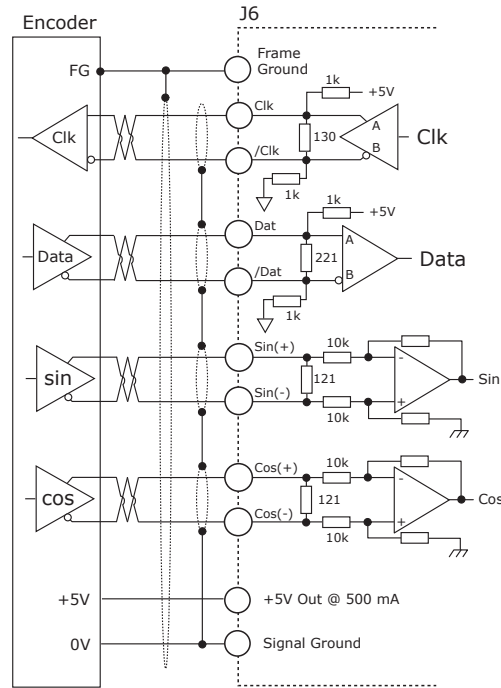 Encoder
J6
FG
Frame
Ground
1k
+5V
Clk
Clk
130
A
B
Clk
/Clk
1k
1k
+5V
Dat
Data
221
A
B
Data
/Dat
1k
Sin(+)
10k
-
sin
121
Sin
Sin(-)
+
10k
Cos(+)
10k
-
cos
121
Cos
Cos(-)
+
10k
+5V
+5V Out @ 500 mA
0V
Signal Ground